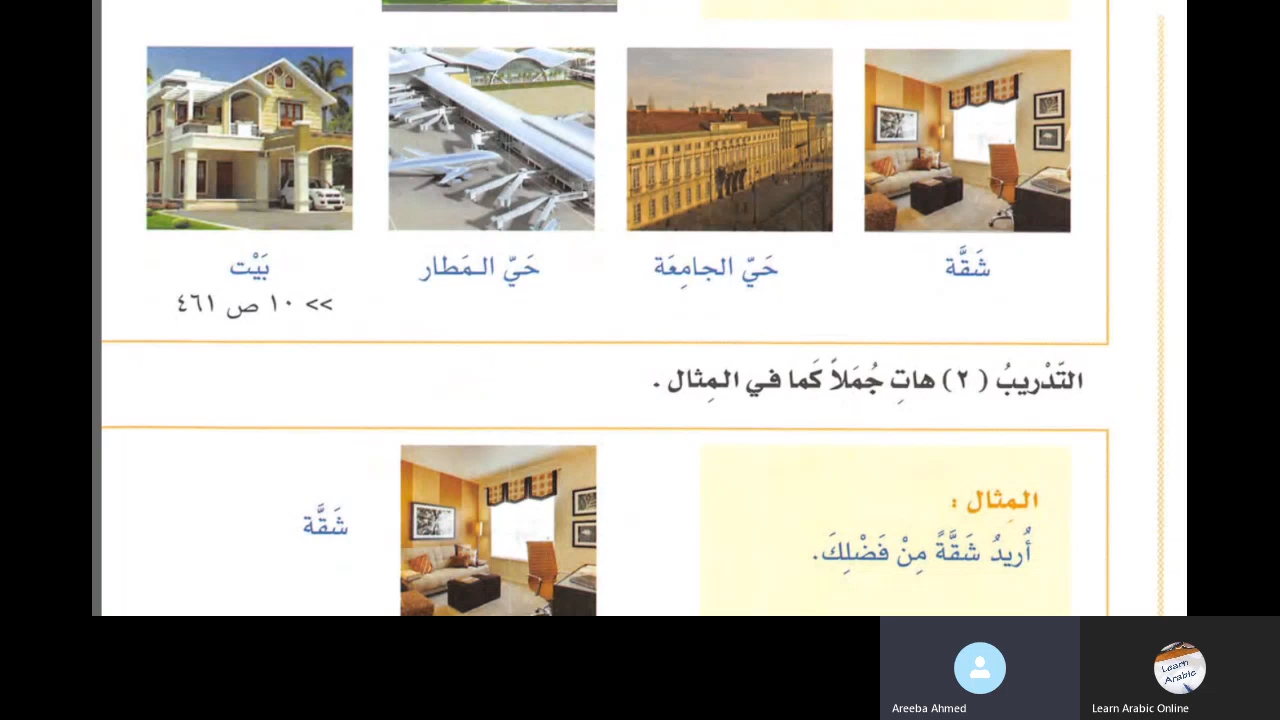 شَقَّة
حَيّ الجامِعَة
حَيّ المَطار
بَيْت
>> ١٠ ص ٤٦١
التَّدْريبُ ( ٢ ) هاتِ جُمَلاً كَما في المِثال .
المِثال :
أُريدُ شَقَّةً مِنْ فَضْلِكَ.
شَقَّة
Areeba Ahmed
Learn Arabic
Learn Arabic Online